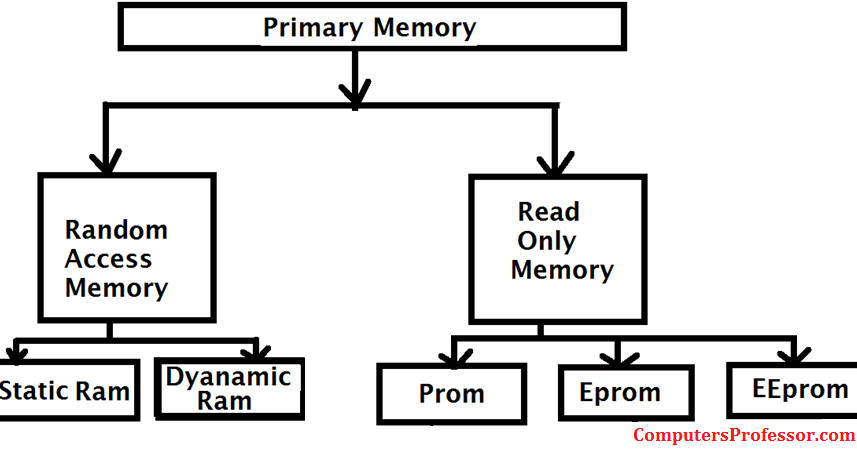 Primary Memory
Random
Access
Memory
Read
Only
Memory
Static Ram
Dyanamic
Ram
Prom
Eprom
EEprom
ComputersProfessor.com